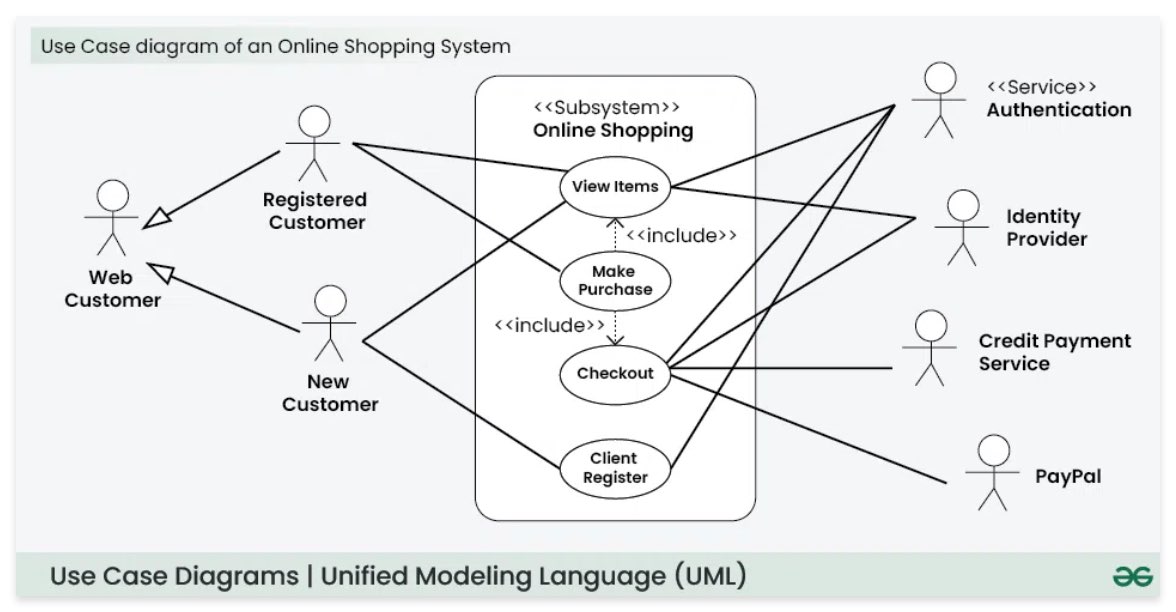 Use Case diagram of an Online Shopping System
<<Subsystem>>
Online Shopping
<<Service>>
Authentication
Registered
Customer
View Items
Identity
Provider
<<include>>
Web
Customer
Make
Purchase
<<include>>
Credit Payment
Service
New
Customer
Checkout
Client
Register
PayPal
Use Case Diagrams | Unified Modeling Language (UML)